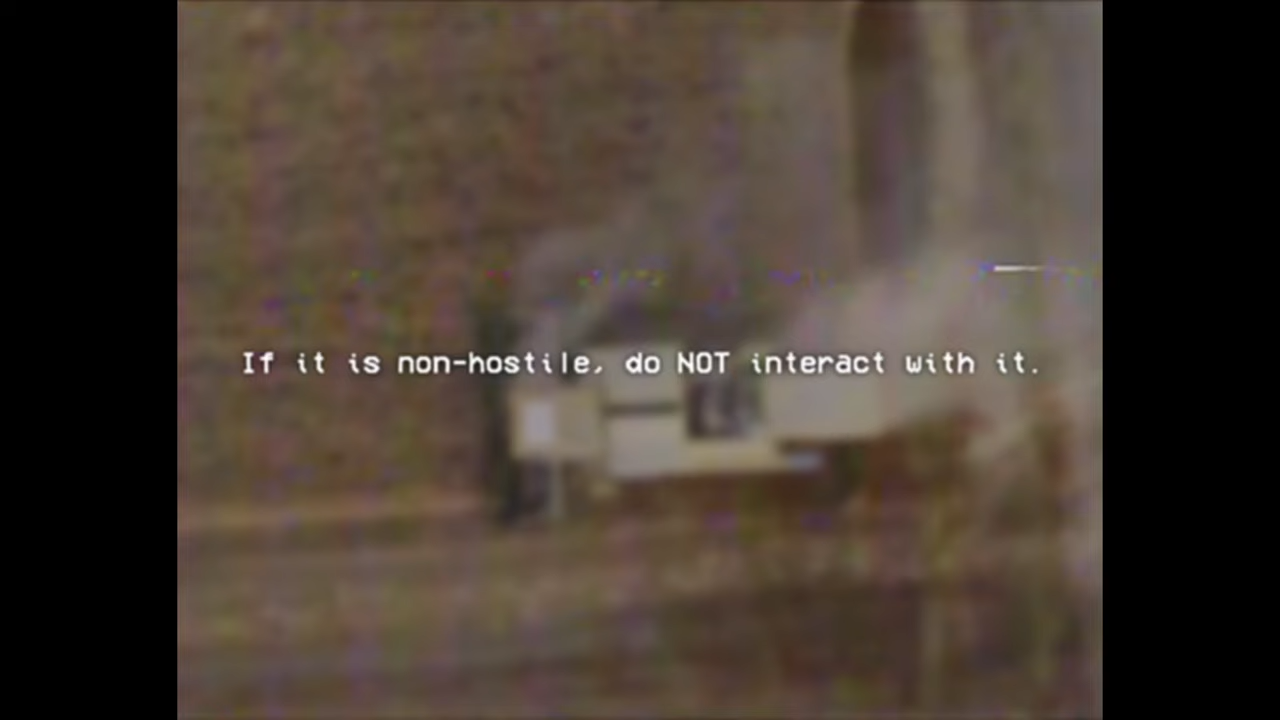 If it is non-hostile, do NOT interact with it.